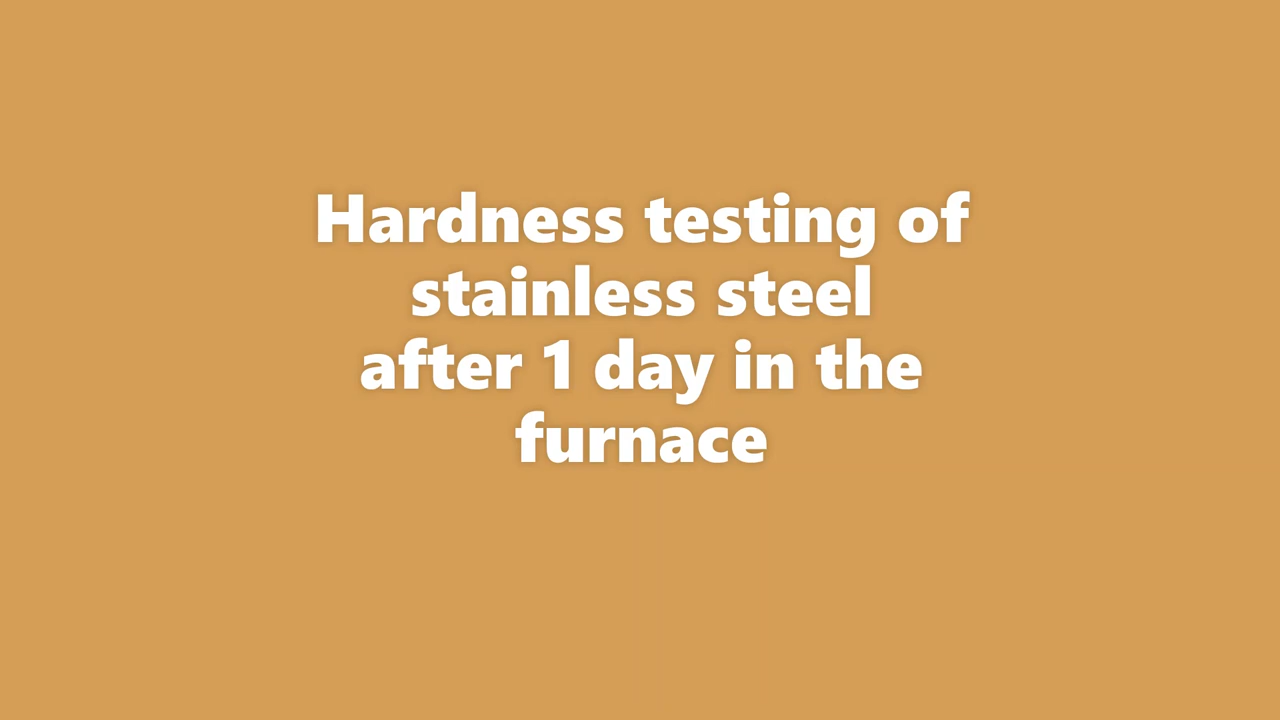 Hardness testing of
stainless steel
after 1 day in the
furnace